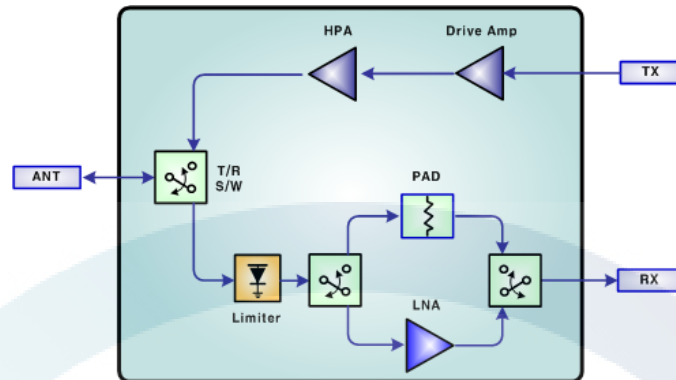 HPA
Drive Amp
TX
ANT
T/R
S/W
PAD
Limiter
LNA
RX